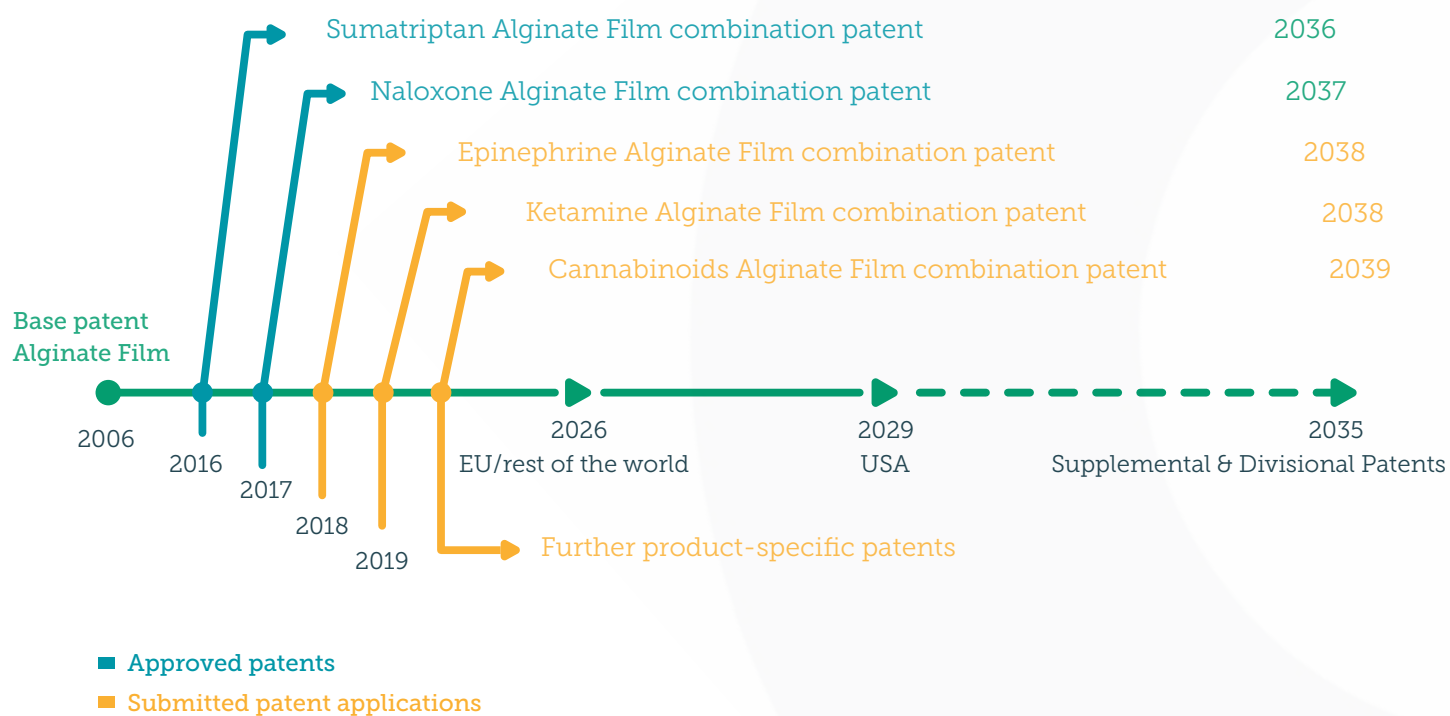 Sumatriptan Alginate Film combination patent 2036
Naloxone Alginate Film combination patent 2037
Epinephrine Alginate Film combination patent 2038
Ketamine Alginate Film combination patent 2038
Cannabinoids Alginate Film combination patent 2039
Base patent
Alginate Film
2006
2016
2017
2018
2019
2026
EU/rest of the world
2029
USA
2035
Supplemental & Divisional Patents
Further product-specific patents
Approved patents
Submitted patent applications